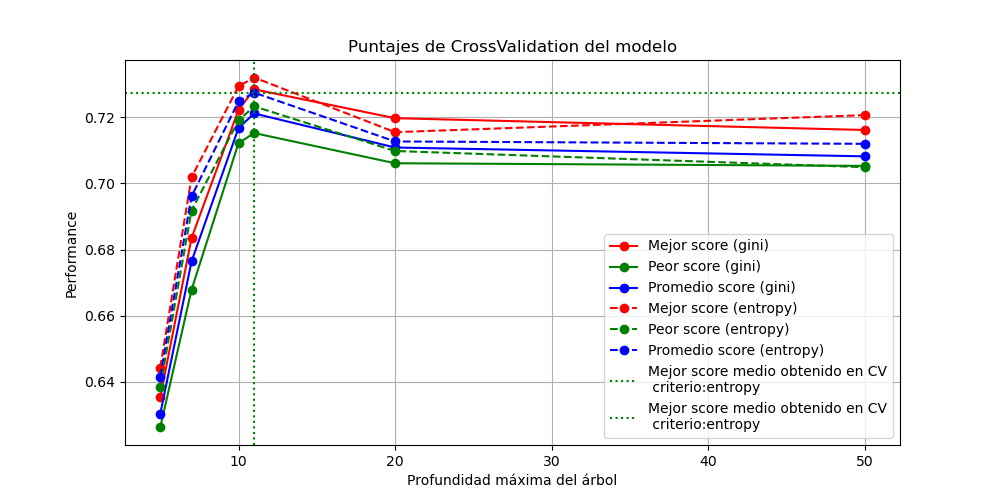 Puntajes de CrossValidation del modelo
Performance
0.72
0.70
0.68
0.66
0.64
10
20
30
40
50
Profundidad máxima del árbol
Mejor score (gini)
Peor score (gini)
Promedio score (gini)
Mejor score (entropy)
Peor score (entropy)
Promedio score (entropy)
Mejor score medio obtenido en CV
criterio:entropy
Mejor score medio obtenido en CV
criterio:entropy